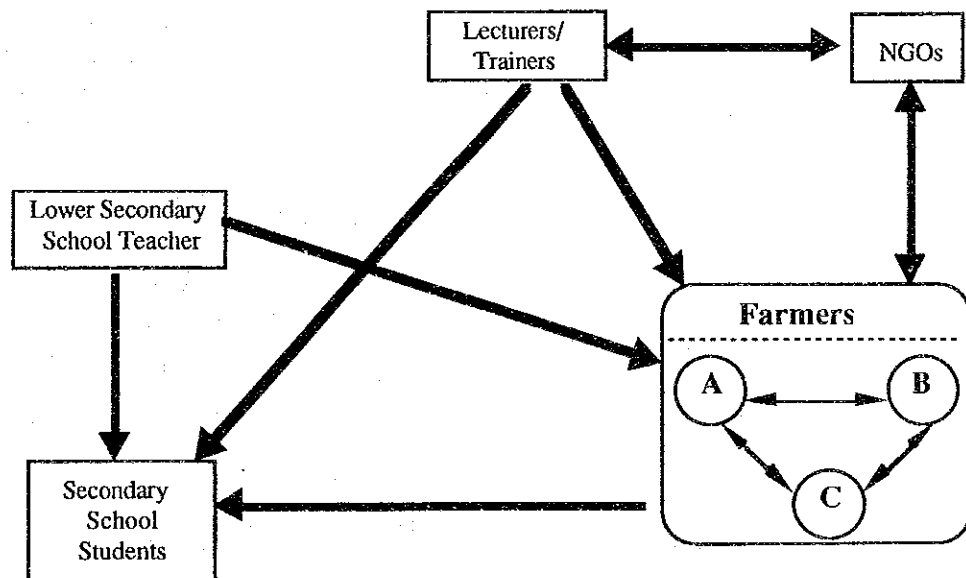 Lecturers/
Trainers
NGOs
Lower Secondary
School Teacher
Farmers
A
B
C
Secondary
School
Students